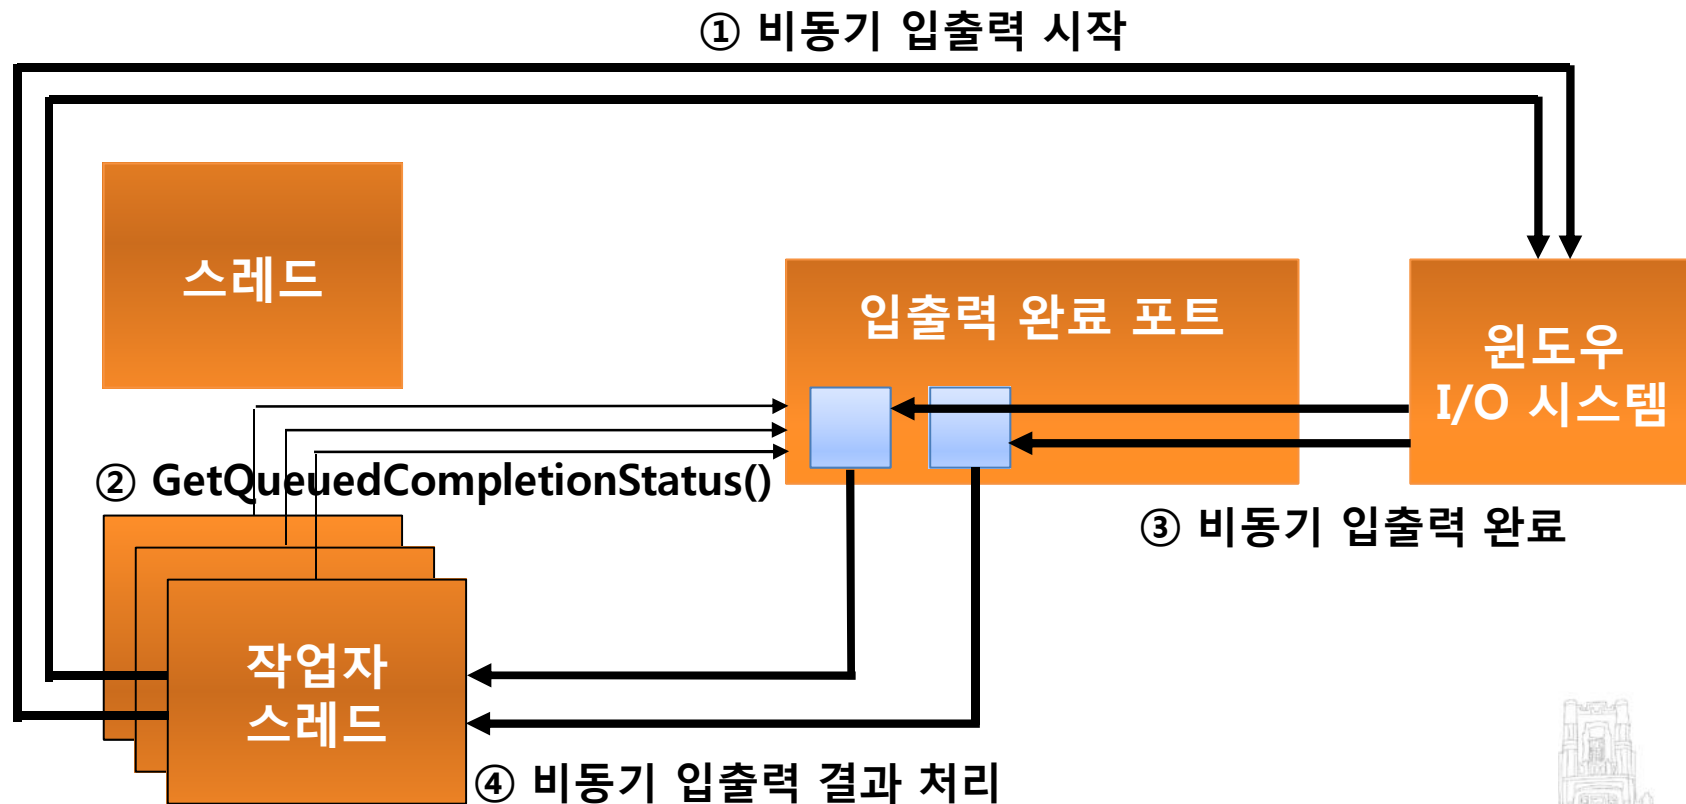 ① 비동기 입출력 시작
스레드
입출력 완료 포트
윈도우
I/O 시스템
② GetQueuedCompletionStatus()
③ 비동기 입출력 완료
작업자
스레드
④ 비동기 입출력 결과 처리